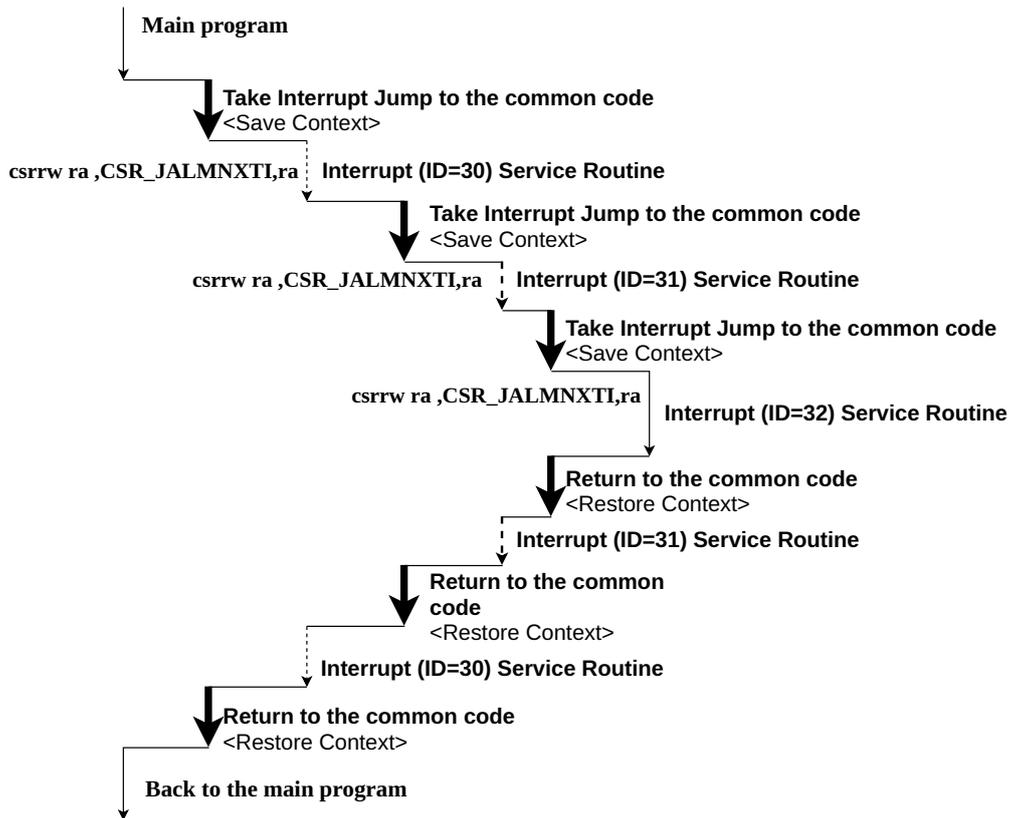 Main program
Take Interrupt Jump to the common code
<Save Context>
csrrw ra ,CSR_JALMNXTI,ra
Interrupt (ID=30) Service Routine
Take Interrupt Jump to the common code
<Save Context>
csrrw ra ,CSR_JALMNXTI,ra
Interrupt (ID=31) Service Routine
Take Interrupt Jump to the common code
<Save Context>
csrrw ra ,CSR_JALMNXTI,ra
Interrupt (ID=32) Service Routine
Return to the common code
<Restore Context>
Interrupt (ID=31) Service Routine
Return to the common
code
<Restore Context>
Interrupt (ID=30) Service Routine
Return to the common code
<Restore Context>
Back to the main program